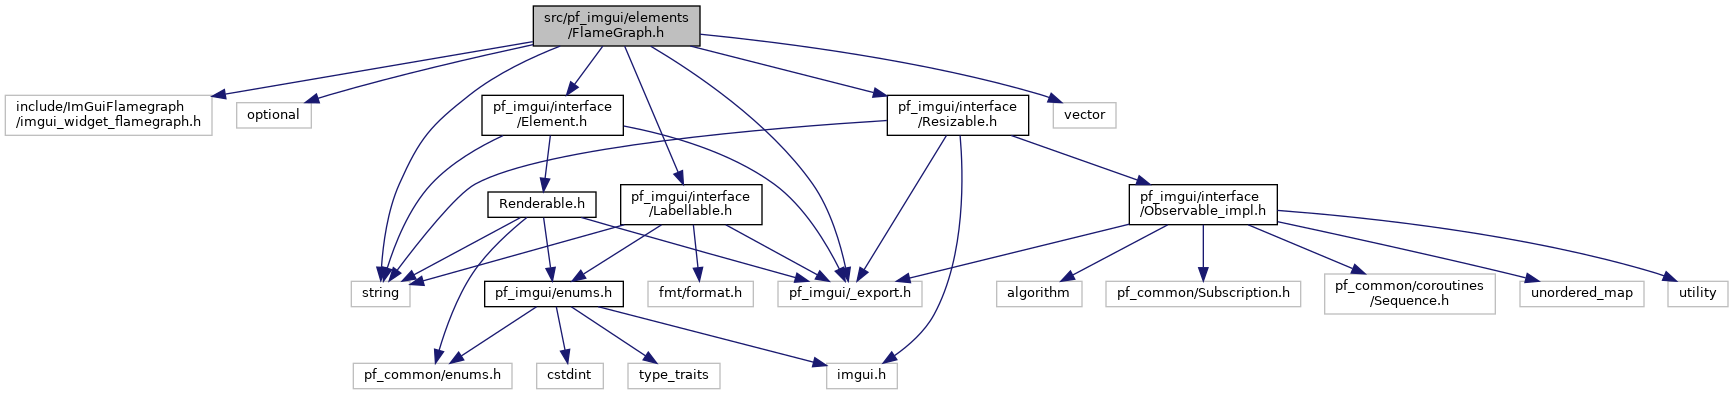 src/pf_imgui/elements
/FlameGraph.h
include/ImGuiFlamegraph
/imgui_widget_flamegraph.h
optional
pf_imgui/interface
/Element.h
pf_imgui/interface
/Resizable.h
vector
Renderable.h
pf_imgui/interface
/Labellable.h
pf_imgui/interface
/Observable_impl.h
string
pf_imgui/enums.h
fmt/format.h
pf_imgui/_export.h
algorithm
pf_common/Subscription.h
pf_common/coroutines
/Sequence.h
unordered_map
utility
pf_common/enums.h
cstdint
type_traits
imgui.h